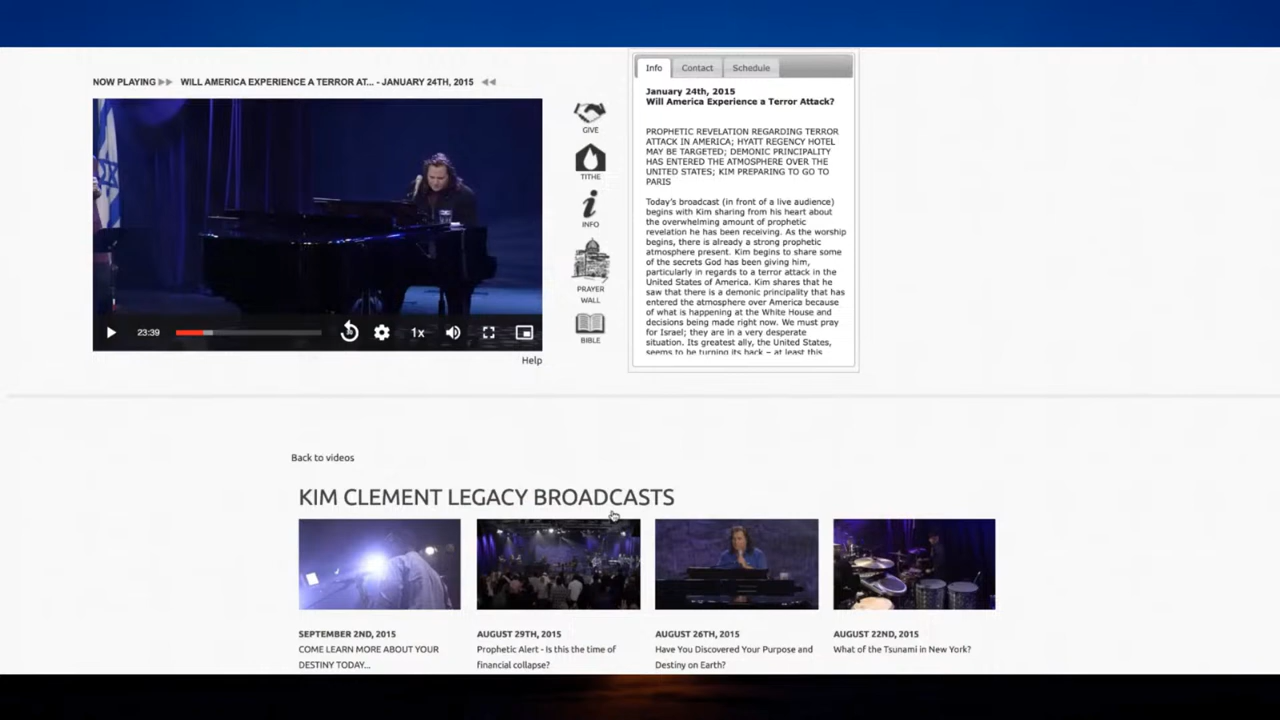 NOW PLAYING WILL AMERICA EXPERIENCE A TERROR AT... - JANUARY 24TH, 2015
23:39
1x
Help
GIVE
TITHE
INFO
PRAYER
WALL
BIBLE
Info Contact Schedule
January 24th, 2015
Will America Experience a Terror Attack?
PROPHETIC REVELATION REGARDING TERROR
ATTACK IN AMERICA; HYATT REGENCY HOTEL
MAY BE TARGETED; DEMONIC PRINCIPALITY
HAS ENTERED THE ATMOSPHERE OVER THE
UNITED STATES; KIM PREPARING TO GO TO
PARIS
Today's broadcast (in front of a live audience)
begins with Kim sharing from his heart about
the overwhelming amount of prophetic
revelation he has been receiving. As the worship
begins, there is already a strong prophetic
atmosphere present. Kim begins to share some
of the secrets God has been giving him,
particularly in regards to a terror attack in the
United States of America. Kim shares that he
saw that there is a demonic principality that has
entered the atmosphere over America because
of what is happening at the White House and
decisions being made right now. We must pray
for Israel; they are in a very desperate
situation. Its greatest ally, the United States,
seems to be turning its back – at least this
Back to videos
KIM CLEMENT LEGACY BROADCASTS
SEPTEMBER 2ND, 2015
COME LEARN MORE ABOUT YOUR
DESTINY TODAY...
AUGUST 29TH, 2015
Prophetic Alert - Is this the time of
financial collapse?
AUGUST 26TH, 2015
Have You Discovered Your Purpose and
Destiny on Earth?
AUGUST 22ND, 2015
What of the Tsunami in New York?